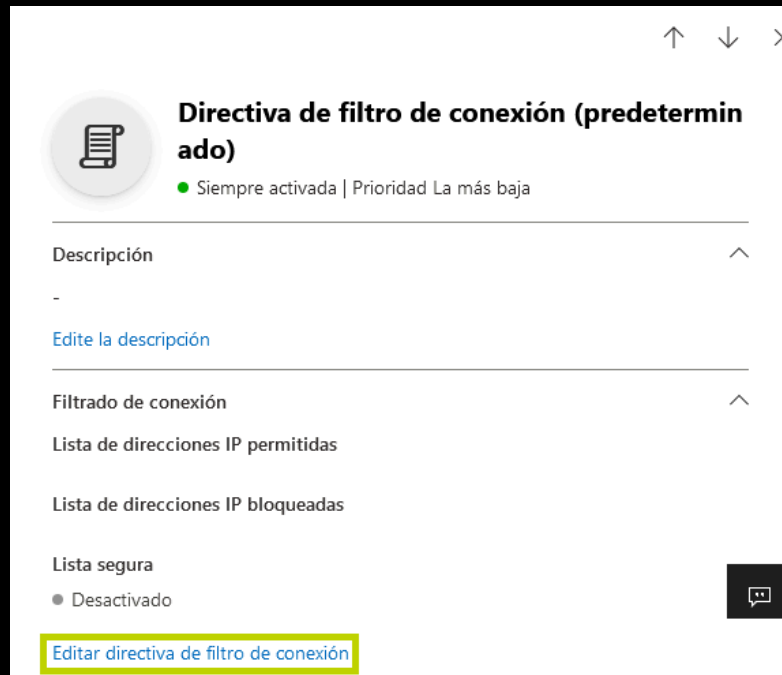 Directiva de filtro de conexión (predetermin
ado)
Siempre activada | Prioridad La más baja
Descripción
-
Edite la descripción
Filtrado de conexión
Lista de direcciones IP permitidas
Lista de direcciones IP bloqueadas
Lista segura
Desactivado
Editar directiva de filtro de conexión